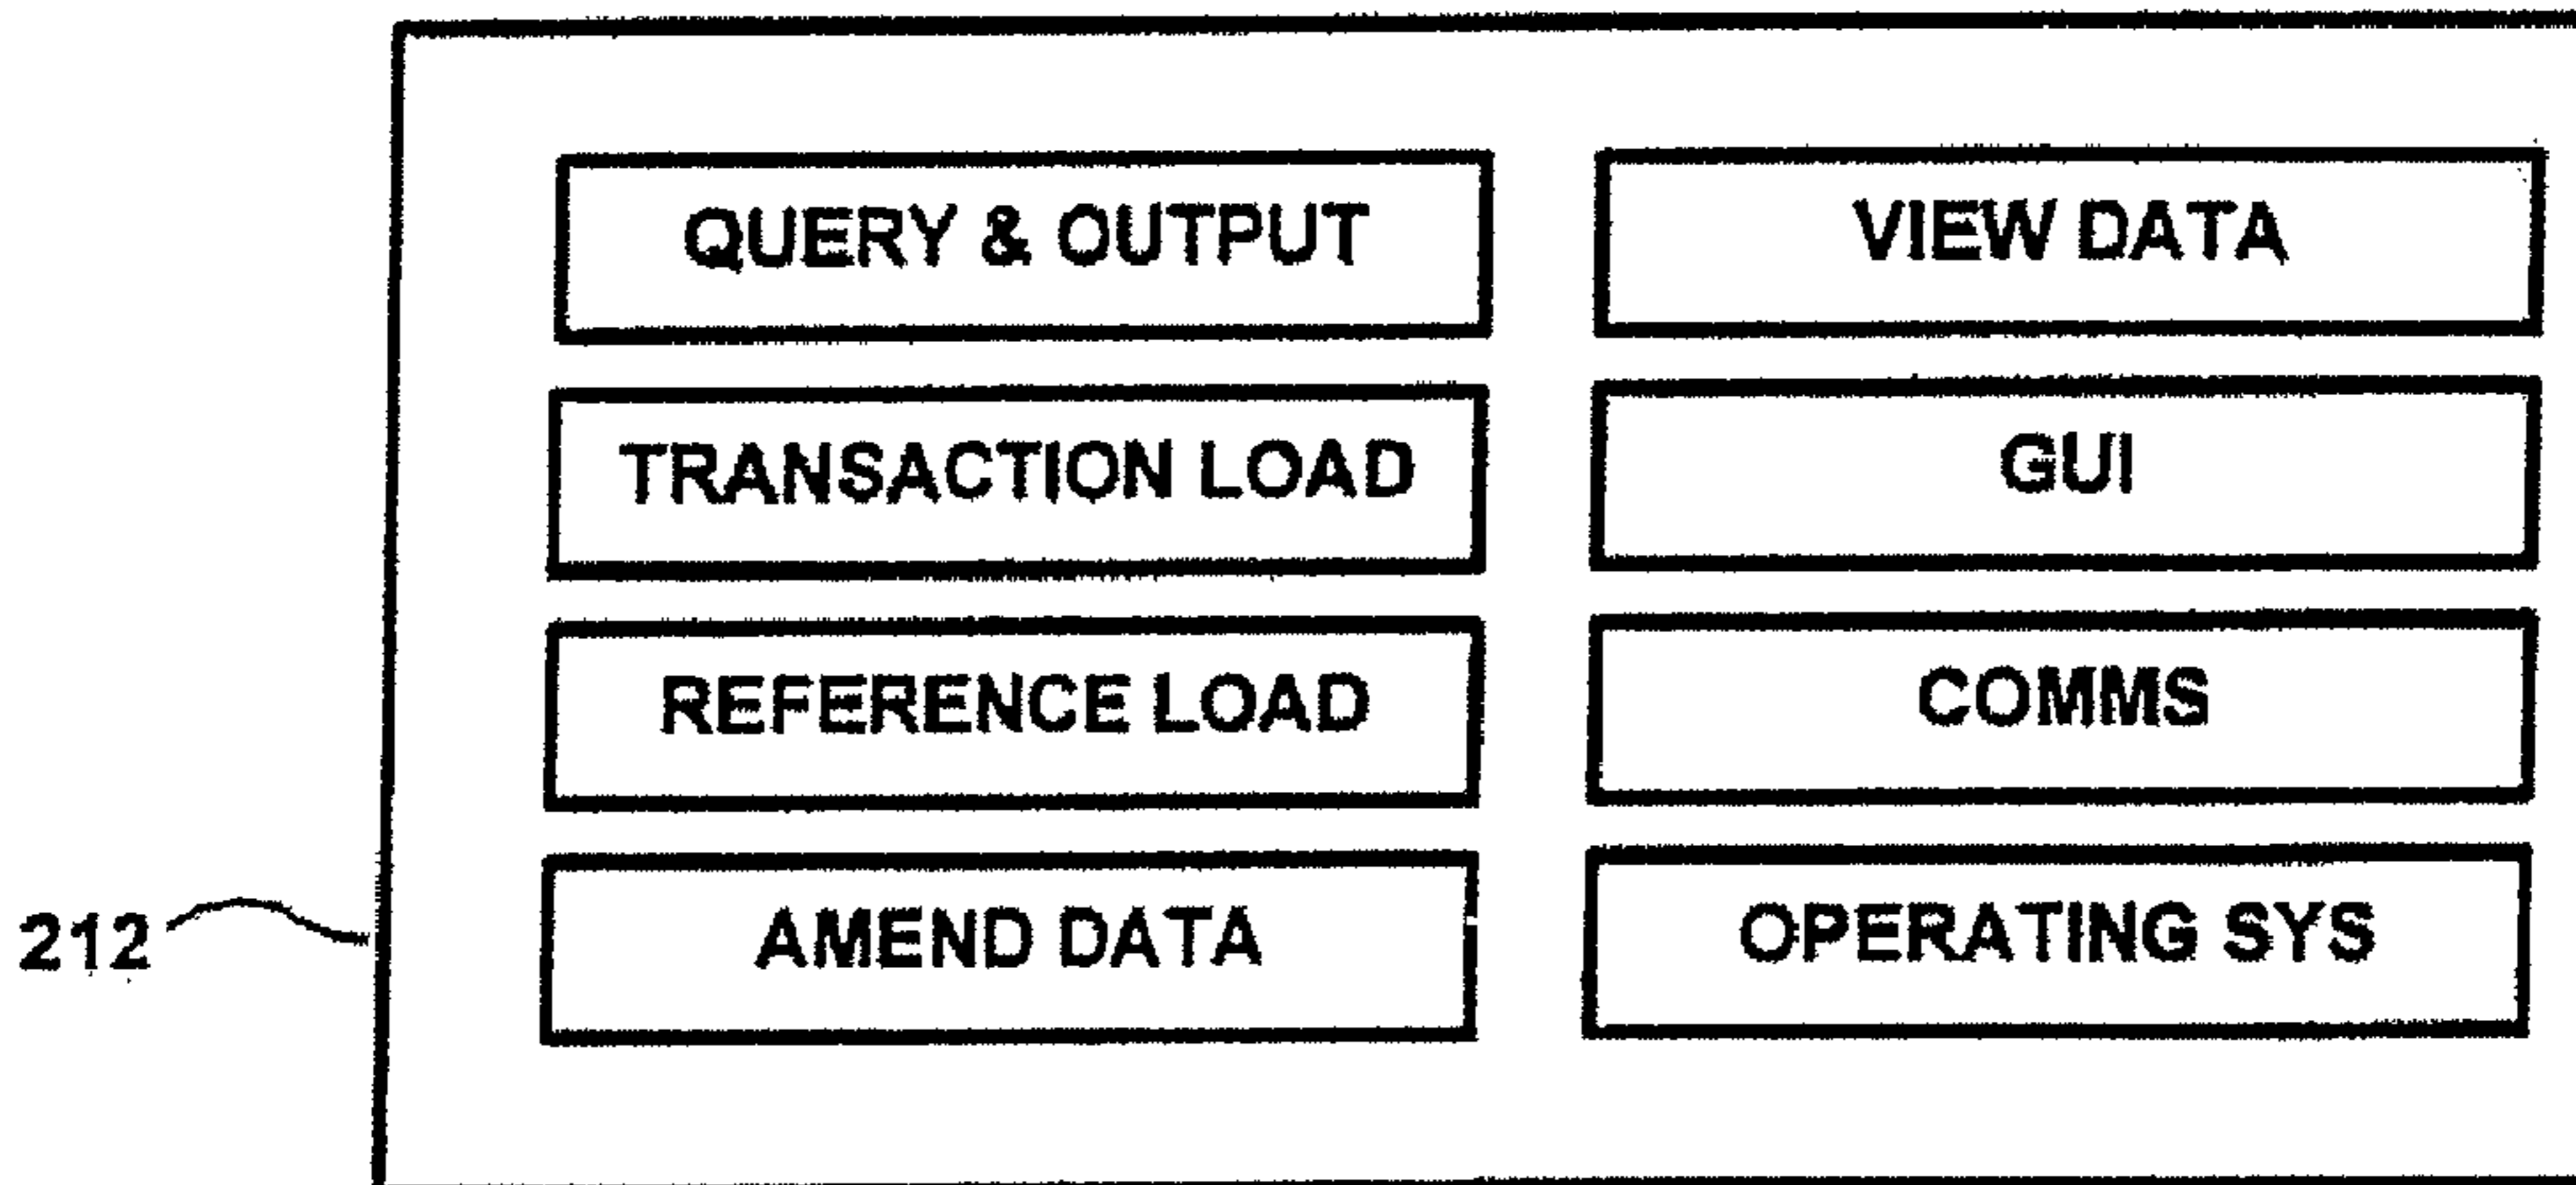 QUERY & OUTPUT
VIEW DATA
TRANSACTION LOAD
GUI
REFERENCE LOAD
COMMS
AMEND DATA
OPERATING SYS
212